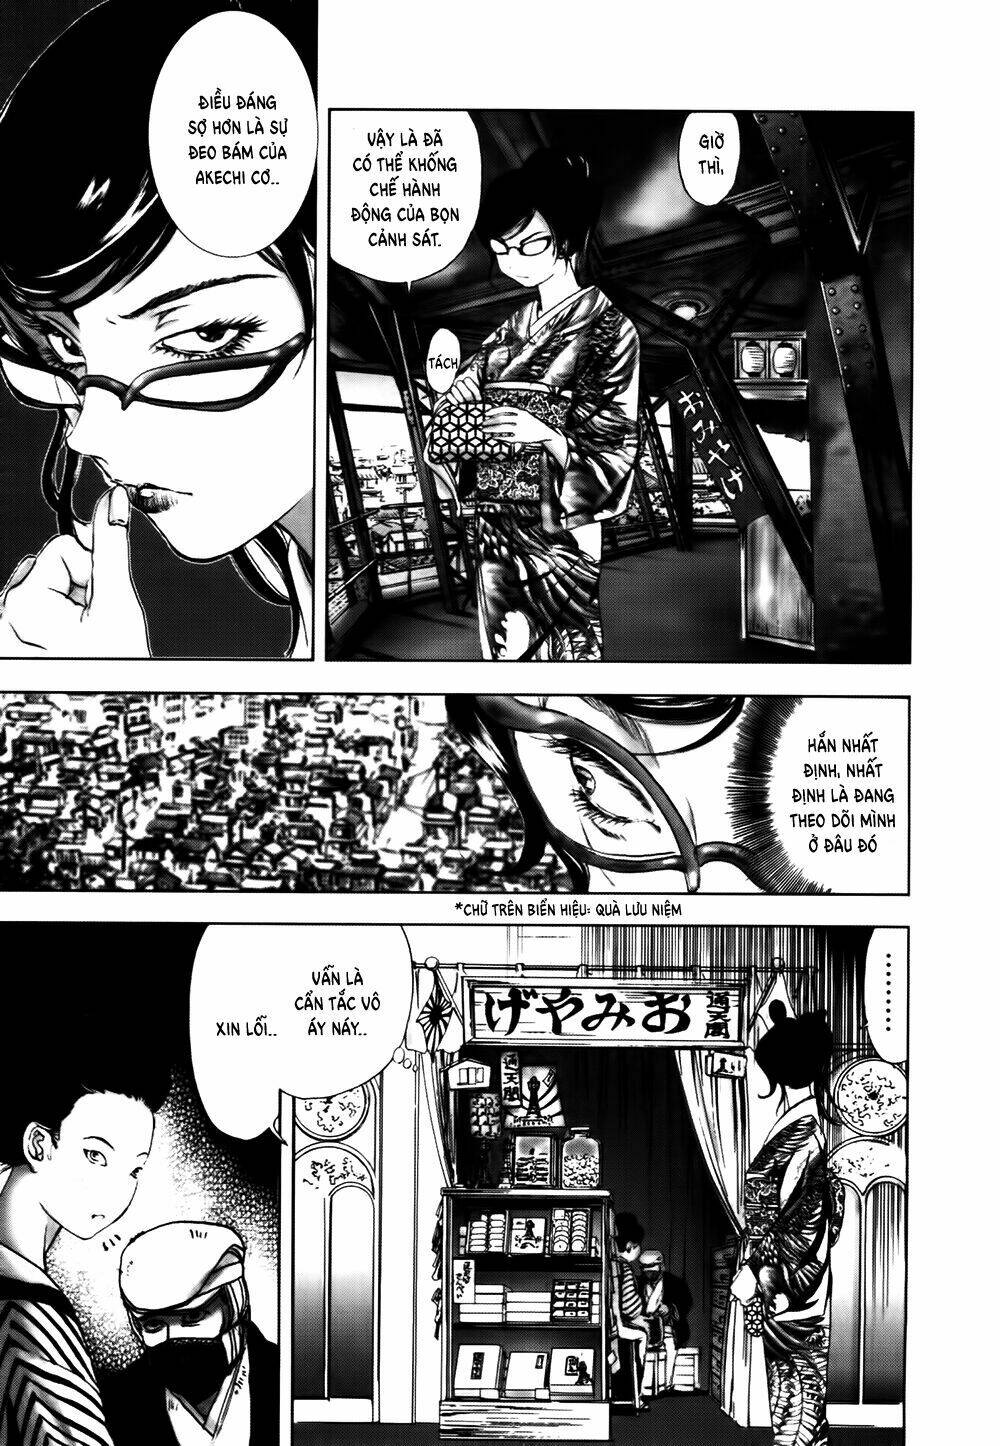 GIỜ
THÌ,
VẬY LÀ ĐÃ
CÓ THỂ KHỐNG
CHẾ HÀNH
ĐỘNG CỦA BỌN
CẢNH SÁT.
TÁCH
おみやげ
ĐIỀU ĐÁNG
SỢ HƠN LÀ SỰ
ĐEO BÁM CỦA
AKECHI CƠ..
HẮN NHẤT
ĐỊNH, NHẤT
ĐỊNH LÀ ĐANG
THEO DÕI MÌNH
Ở ĐÂU ĐÓ
*CHỮ TRÊN BIỂN HIỆU: QUÀ LƯU NIỆM
.........
通天閣
おみやげ
通天閣
VẪN LÀ
CẨN TẮC VÔ
ÁY NÁY..
XIN LỖI..